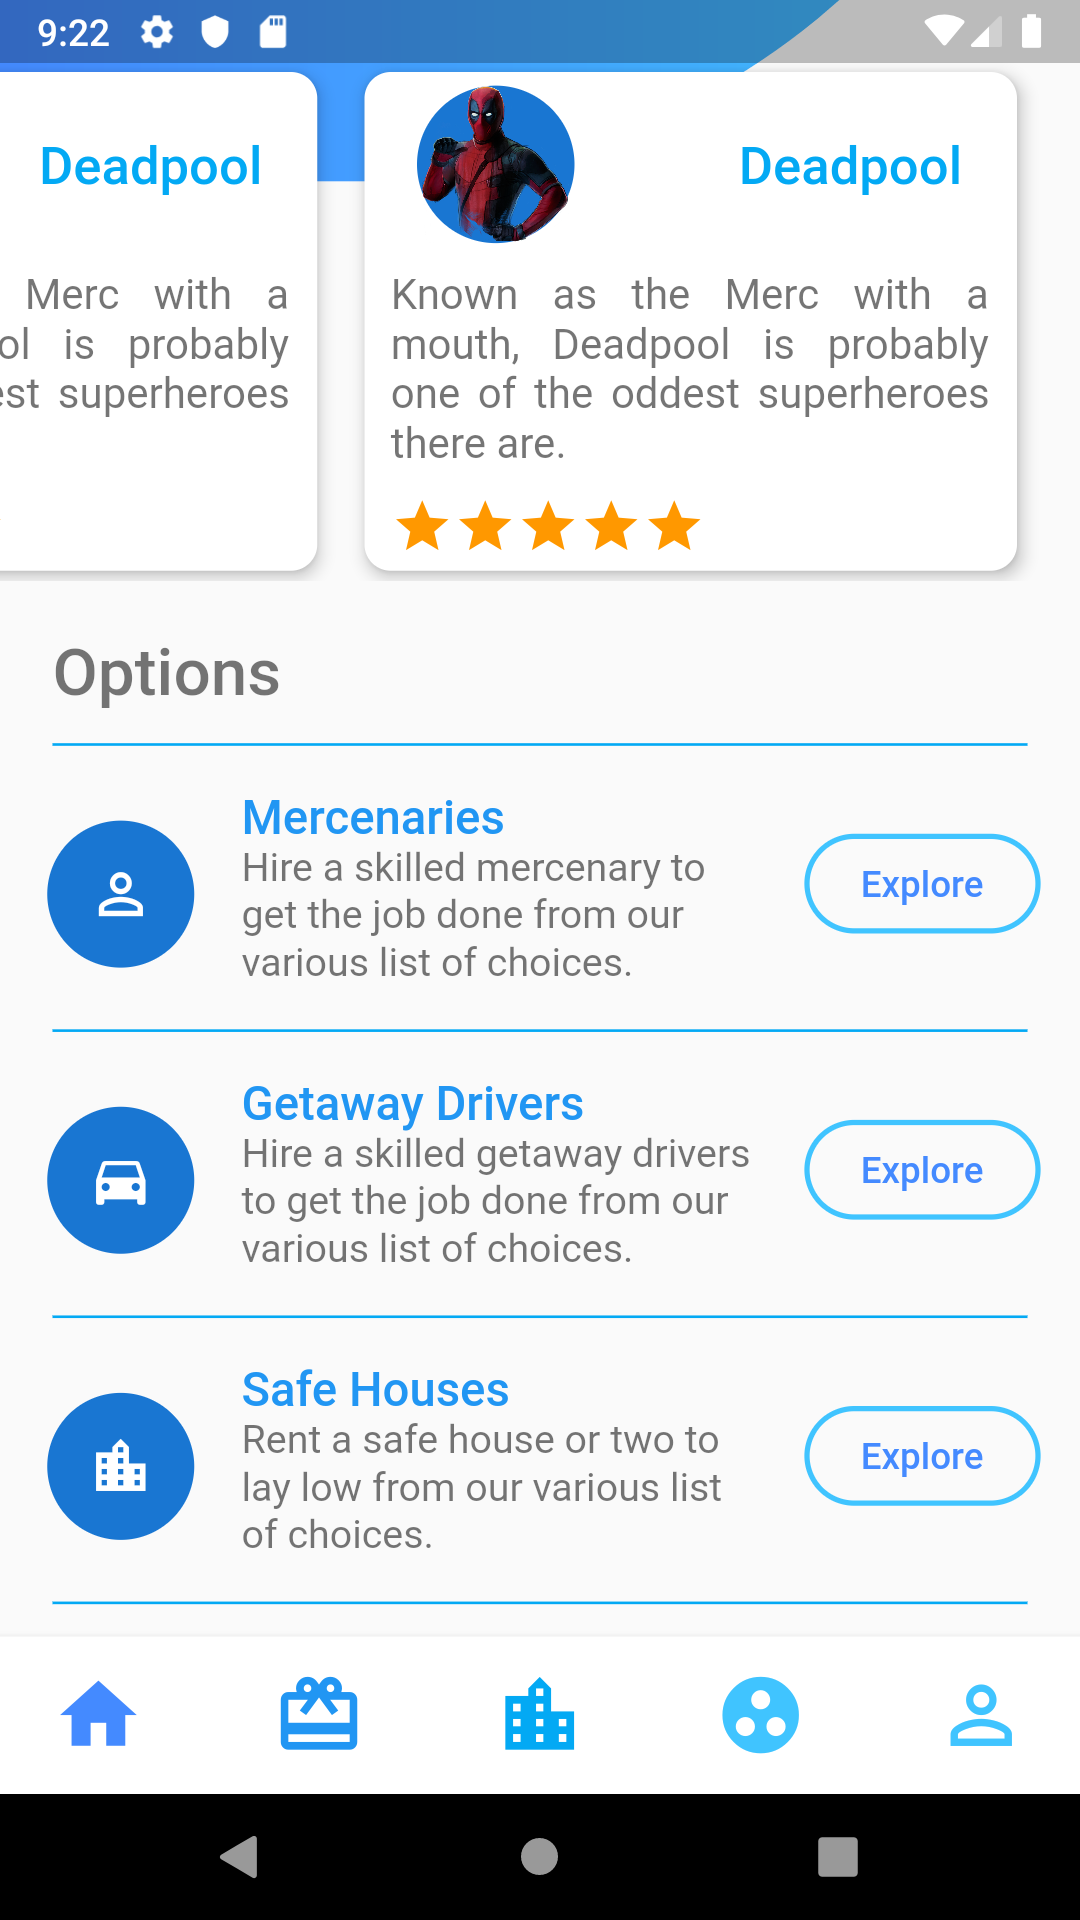 9:22
Deadpool
Merc with a
ol is probably
est superheroes
Deadpool
Known as the Merc with a
mouth, Deadpool is probably
one of the oddest superheroes
there are.
Options
Mercenaries
Hire a skilled mercenary to
get the job done from our
various list of choices.
Explore
Getaway Drivers
Hire a skilled getaway drivers
to get the job done from our
various list of choices.
Explore
Safe Houses
Rent a safe house or two to
lay low from our various list
of choices.
Explore